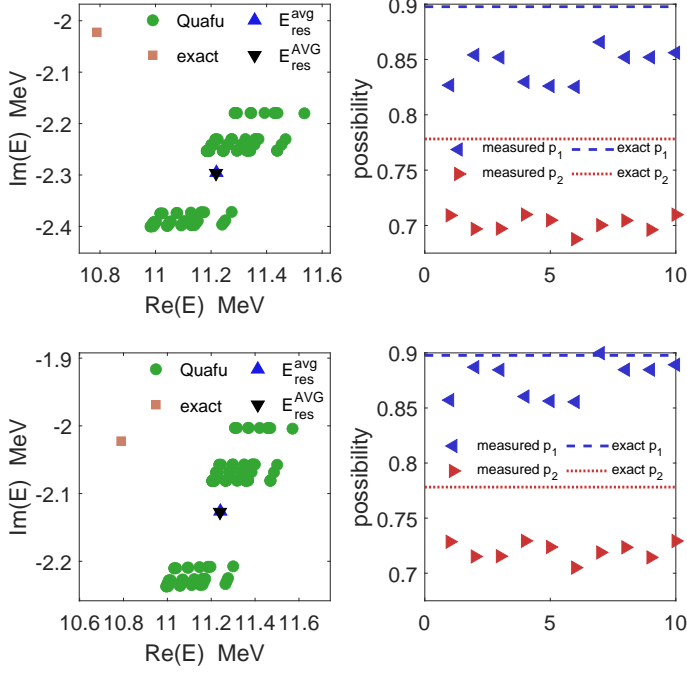 -2
-2.1
-2.2
-2.3
-2.4
Im(E) MeV
10.8 11 11.2 11.4 11.6
Re(E) MeV
Quafu
exact
E_res^avg
E_res^AVG
0.9
0.85
0.8
0.75
0.7
possibility
measured p_1
exact p_1
measured p_2
exact p_2
0 5 10
-1.9
-2
-2.1
-2.2
Im(E) MeV
10.6 10.8 11 11.2 11.4 11.6
Re(E) MeV
Quafu
exact
E_res^avg
E_res^AVG
0.9
0.85
0.8
0.75
0.7
possibility
measured p_1
exact p_1
measured p_2
exact p_2
0 5 10